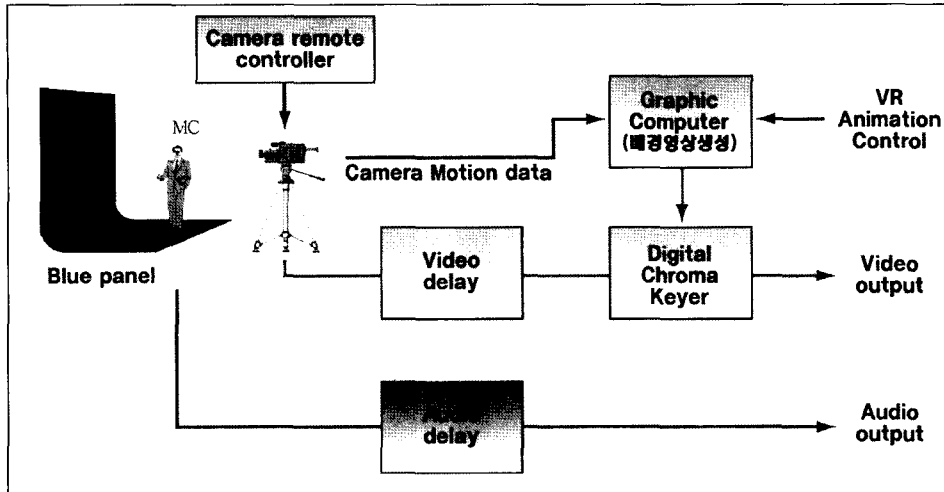 Camera remote
controller
MC
Camera Motion data
Graphic
Computer
(배경영상생성)
VR
Animation
Control
Blue panel
Video
delay
Digital
Chroma
Keyer
Video
output
delay
Audio
output